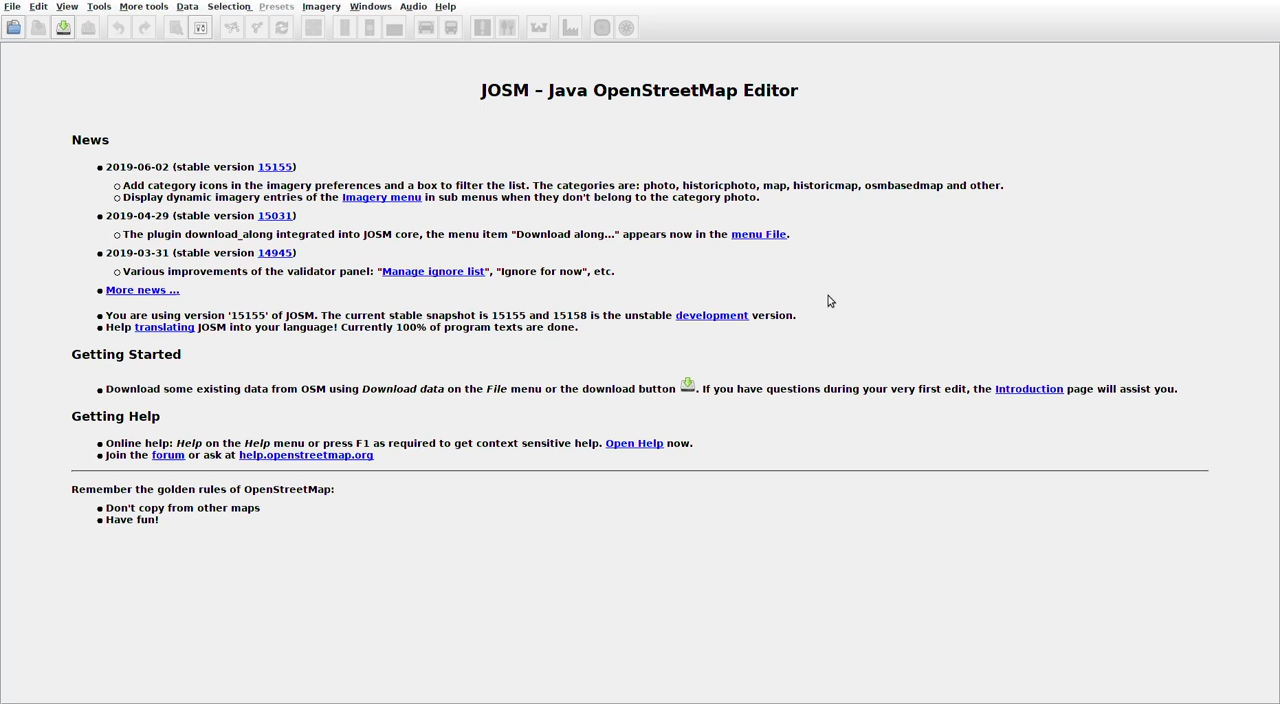 File Edit View Tools More tools Data Selection Presets Imagery Windows Audio Help
JOSM – Java OpenStreetMap Editor
News
2019-06-02 (stable version 15155)
Add category icons in the imagery preferences and a box to filter the list. The categories are: photo, historicphoto, map, historicmap, osmbasedmap and other.
Display dynamic imagery entries of the Imagery menu in sub menus when they don't belong to the category photo.
2019-04-29 (stable version 15031)
The plugin download_along integrated into JOSM core, the menu item "Download along..." appears now in the menu File.
2019-03-31 (stable version 14945)
Various improvements of the validator panel: "Manage ignore list", "Ignore for now", etc.
More news ...
You are using version '15155' of JOSM. The current stable snapshot is 15155 and 15158 is the unstable development version.
Help translating JOSM into your language! Currently 100% of program texts are done.
Getting Started
Download some existing data from OSM using Download data on the File menu or the download button . If you have questions during your very first edit, the Introduction page will assist you.
Getting Help
Online help: Help on the Help menu or press F1 as required to get context sensitive help. Open Help now.
Join the forum or ask at help.openstreetmap.org
Remember the golden rules of OpenStreetMap:
Don't copy from other maps
Have fun!